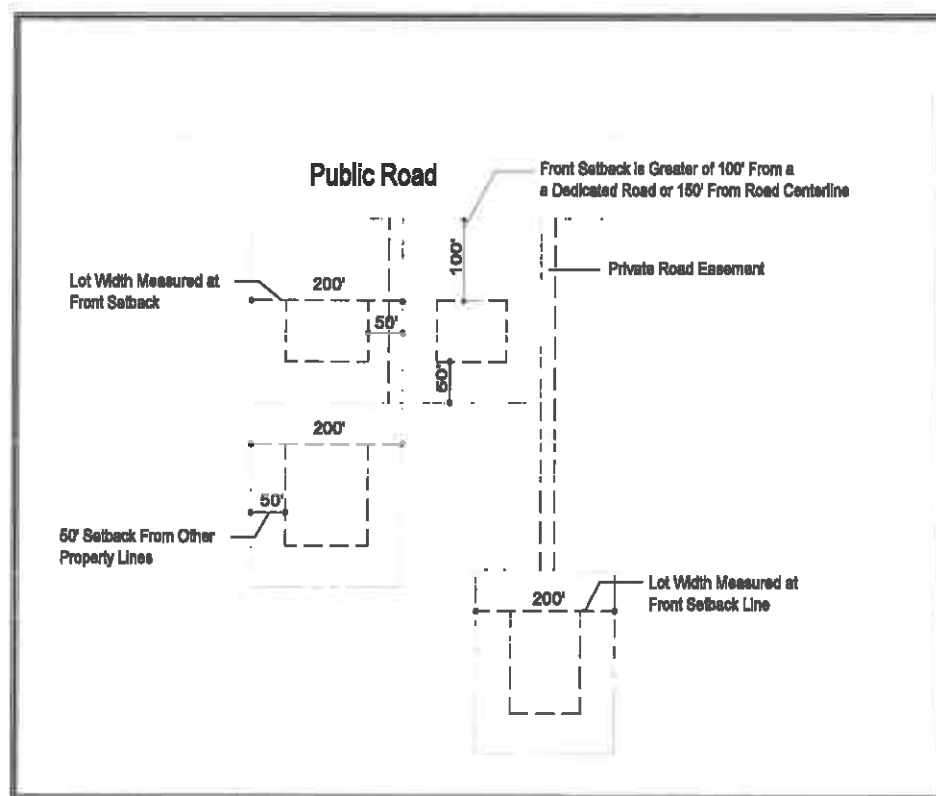 Public Road
Front Setback is Greater of 100' From a
a Dedicated Road or 150' From Road Centerline
100'
Private Road Easement
Lot Width Measured at
Front Setback
200'
50'
50'
200'
50'
50' Setback From Other
Property Lines
200'
Lot Width Measured at
Front Setback Line